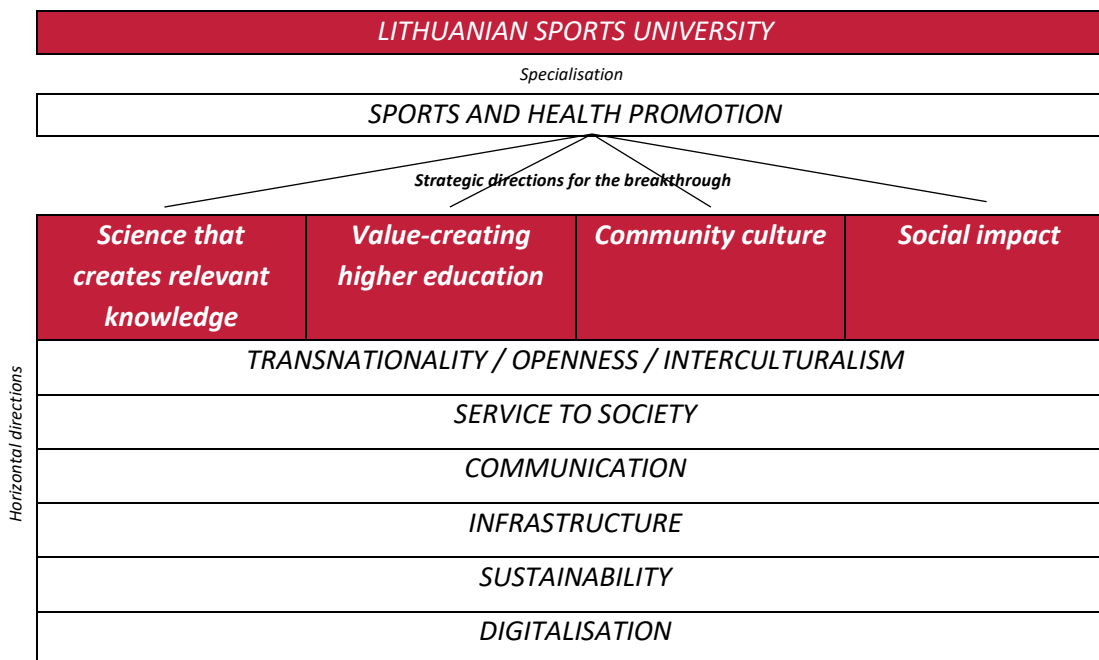 LITHUANIAN SPORTS UNIVERSITY
Specialisation
SPORTS AND HEALTH PROMOTION
Strategic directions for the breakthrough
Science that
creates relevant
knowledge
Value-creating
higher education
Community culture
Social impact
Horizontal directions
TRANSNATIONALITY / OPENNESS / INTERCULTURALISM
SERVICE TO SOCIETY
COMMUNICATION
INFRASTRUCTURE
SUSTAINABILITY
DIGITALISATION